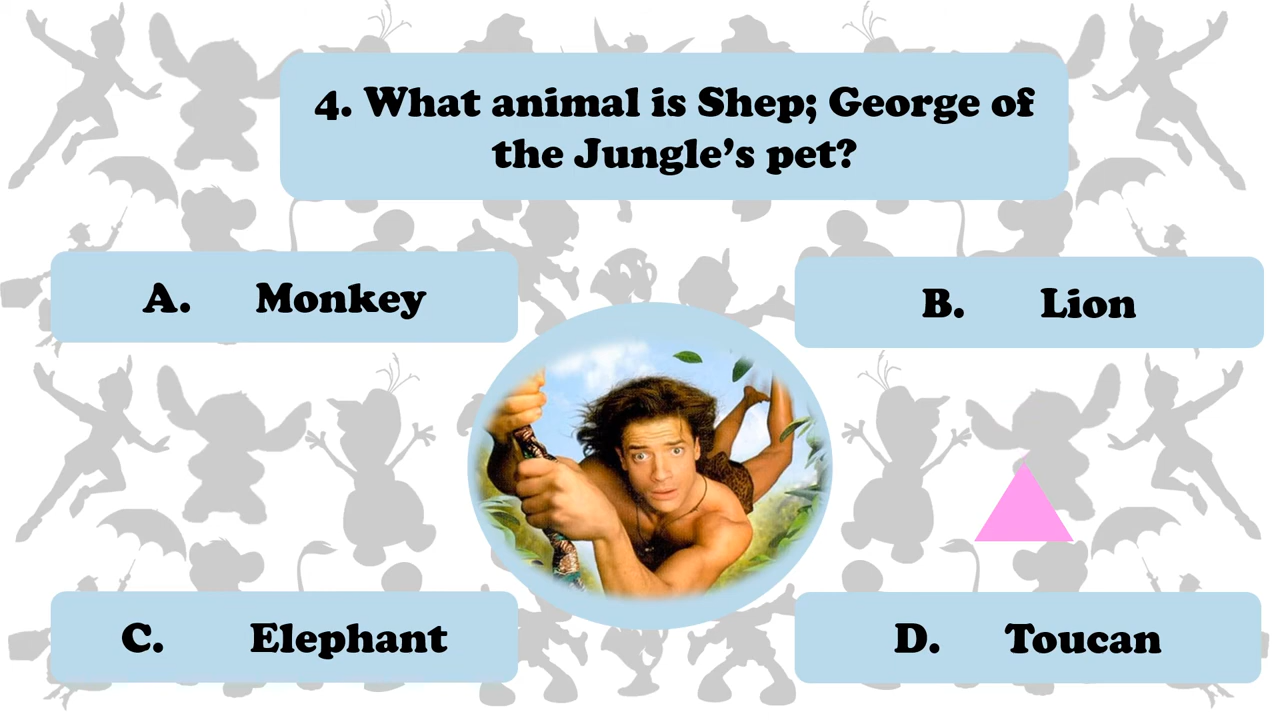 4. What animal is Shep; George of
the Jungle’s pet?
A. Monkey
B. Lion
C. Elephant
D. Toucan